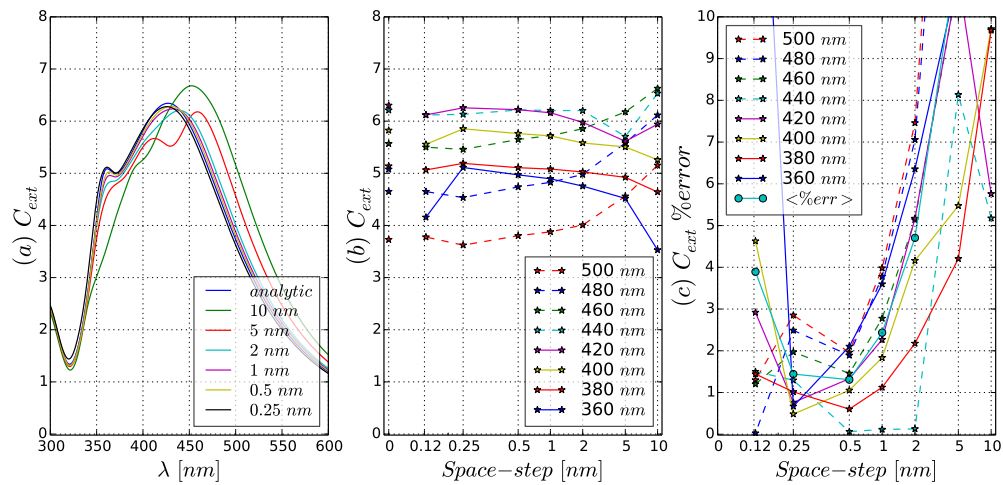 (a) C_ext
8
7
6
5
4
3
2
1
0
300 350 400 450 500 550 600
λ [nm]
analytic
10 nm
5 nm
2 nm
1 nm
0.5 nm
0.25 nm
(b) C_ext
8
7
6
5
4
3
2
1
0
0 0.12 0.25 0.5 1 2 5 10
Space−step [nm]
500 nm
480 nm
460 nm
440 nm
420 nm
400 nm
380 nm
360 nm
(c) C_ext %error
10
9
8
7
6
5
4
3
2
1
0
0 0.12 0.25 0.5 1 2 5 10
Space−step [nm]
500 nm
480 nm
460 nm
440 nm
420 nm
400 nm
380 nm
360 nm
<%err>